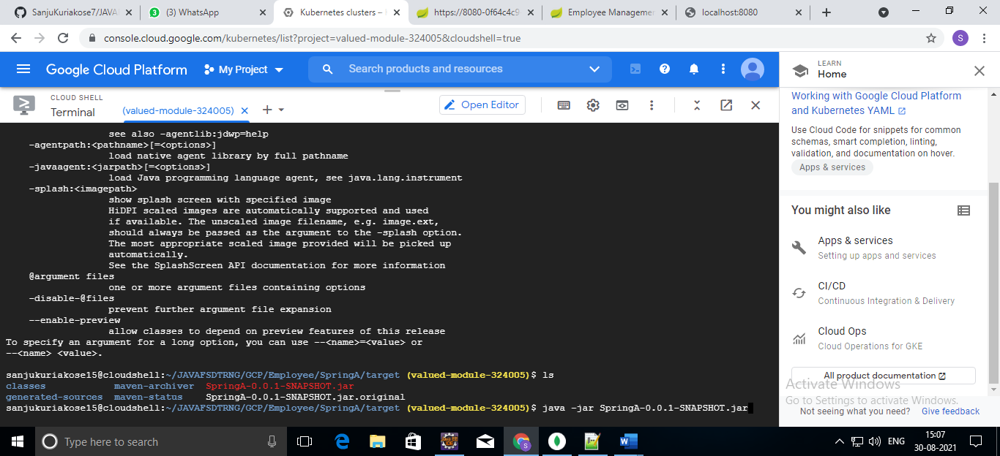 SanjuKuriakose7/JAVA
(3) WhatsApp
Kubernetes clusters –
https://8080-0f64c4c9
Employee Manageme
localhost:8080
console.cloud.google.com/kubernetes/list?project=valued-module-324005&cloudshell=true
S
Google Cloud Platform
My Project
Search products and resources
LEARN
Home
CLOUD SHELL
Terminal
(valued-module-324005)
Open Editor
Working with Google Cloud Platform
and Kubernetes YAML
Use Cloud Code for snippets for common
schemas, smart completion, linting,
validation, and documentation on hover.
Apps & services
You might also like
Apps & services
Setting up apps and services
CI/CD
Continuous Integration & Delivery
Cloud Ops
Cloud Operations for GKE
All product documentation
Activate Windows
Go to Settings to activate Windows.
Not seeing what you need? Give feedback
see also -agentlib:jdwp=help
-agentpath:<pathname>[=<options>]
load native agent library by full pathname
-javaagent:<jarpath>[=<options>]
load Java programming language agent, see java.lang.instrument
-splash:<imagepath>
show splash screen with specified image
HiDPI scaled images are automatically supported and used
if available. The unscaled image filename, e.g. image.ext,
should always be passed as the argument to the -splash option.
The most appropriate scaled image provided will be picked up
automatically.
See the SplashScreen API documentation for more information
@argument files
one or more argument files containing options
-disable-@files
prevent further argument file expansion
--enable-preview
allow classes to depend on preview features of this release
To specify an argument for a long option, you can use --<name>=<value> or
--<name> <value>.
sanjukuriakose15@cloudshell:~/JAVAFSDTRNG/GCP/Employee/SpringA/target (valued-module-324005)$ ls
classes maven-archiver SpringA-0.0.1-SNAPSHOT.jar
generated-sources maven-status SpringA-0.0.1-SNAPSHOT.jar.original
sanjukuriakose15@cloudshell:~/JAVAFSDTRNG/GCP/Employee/SpringA/target (valued-module-324005)$ java -jar SpringA-0.0.1-SNAPSHOT.jar
Type here to search
ENG
15:07
30-08-2021